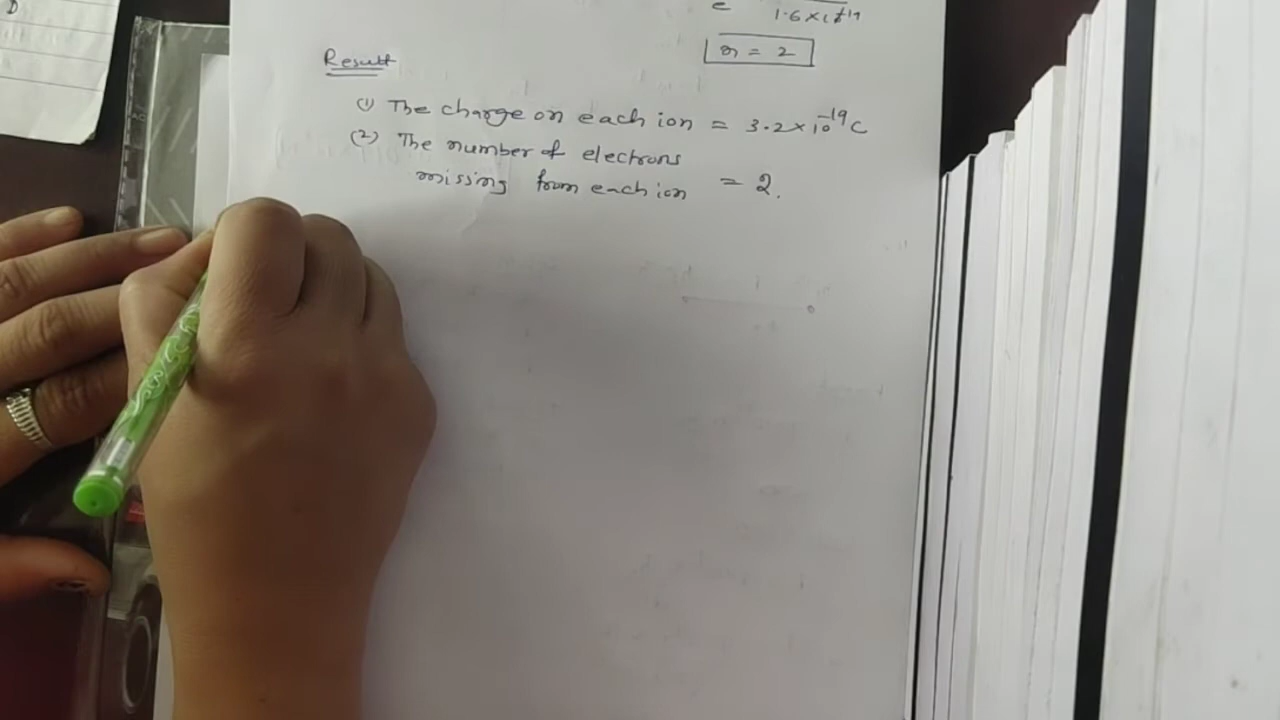 D
e 1.6×10⁻¹⁹
n = 2
Result
(1) The charge on each ion = 3.2×10⁻¹⁹ C
(2) The number of electrons
missing from each ion = 2.